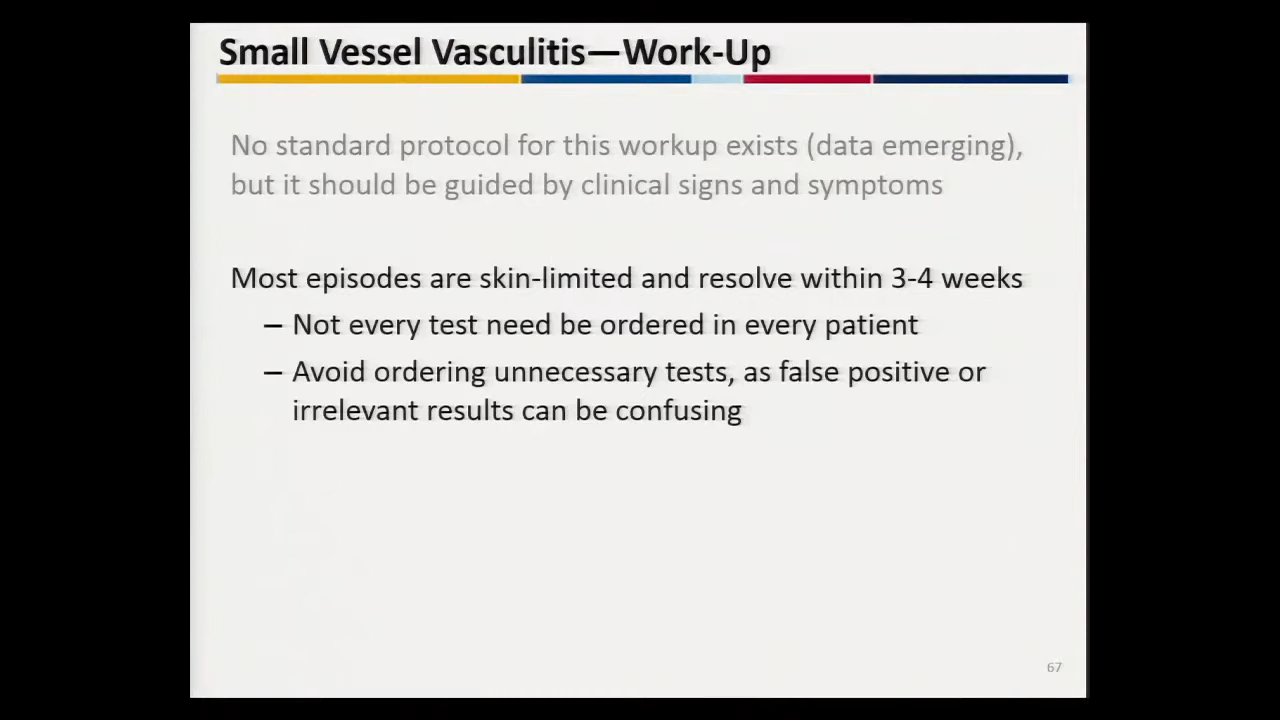 Small Vessel Vasculitis—Work-Up
No standard protocol for this workup exists (data emerging),
but it should be guided by clinical signs and symptoms
Most episodes are skin-limited and resolve within 3-4 weeks
– Not every test need be ordered in every patient
– Avoid ordering unnecessary tests, as false positive or
irrelevant results can be confusing
67